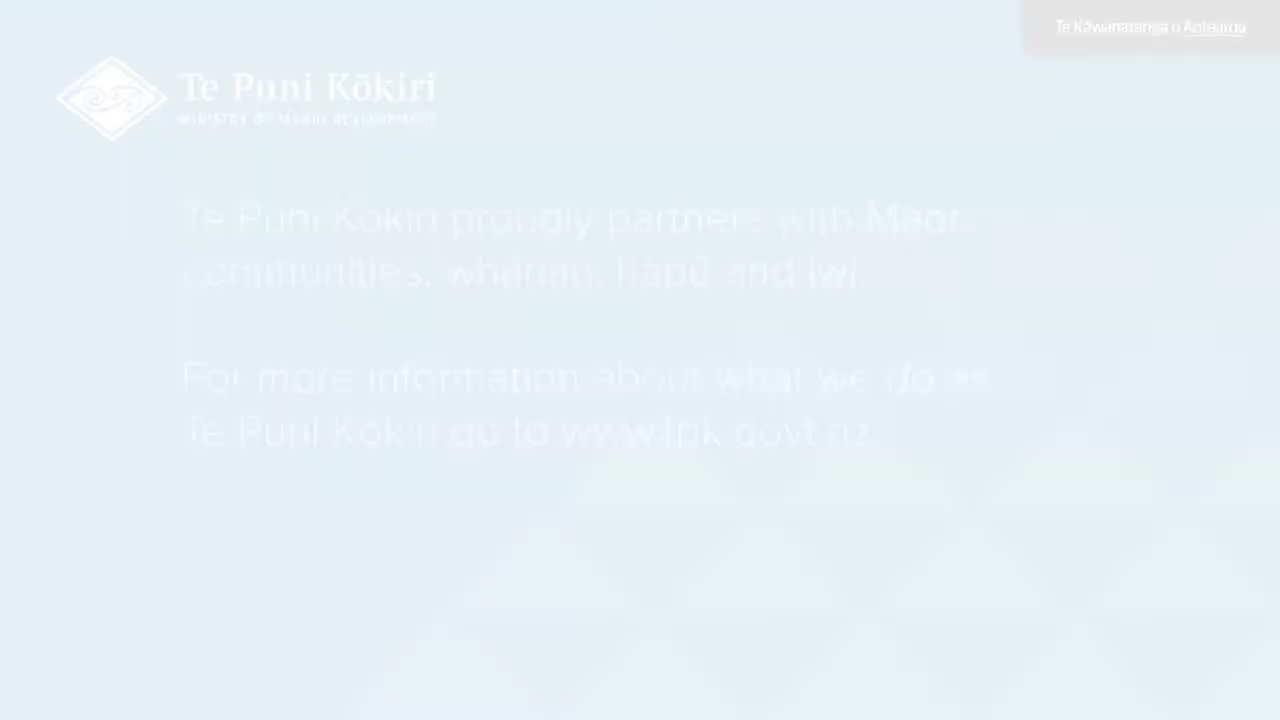 Te Kāwanatanga o Aotearoa
Te Puni Kōkiri
MINISTRY OF MĀORI DEVELOPMENT
Te Puni Kōkiri proudly partners with Māori
communities, whānau, hapū and iwi.
For more information about what we do as
Te Puni Kōkiri go to www.tpk.govt.nz